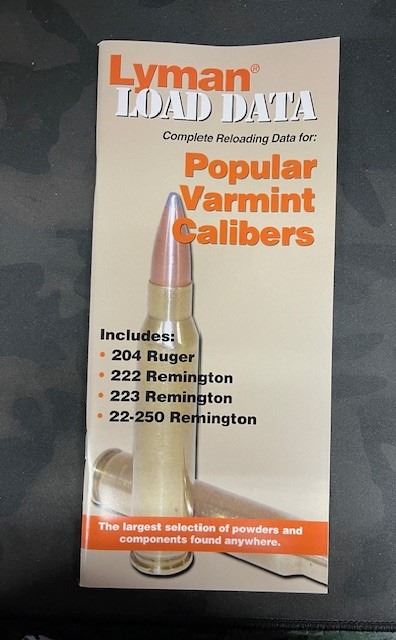 Lyman®
LOAD DATA
Complete Reloading Data for:
Popular
Varmint
Calibers
Includes:
• 204 Ruger
• 222 Remington
• 223 Remington
• 22-250 Remington
The largest selection of powders and
components found anywhere.